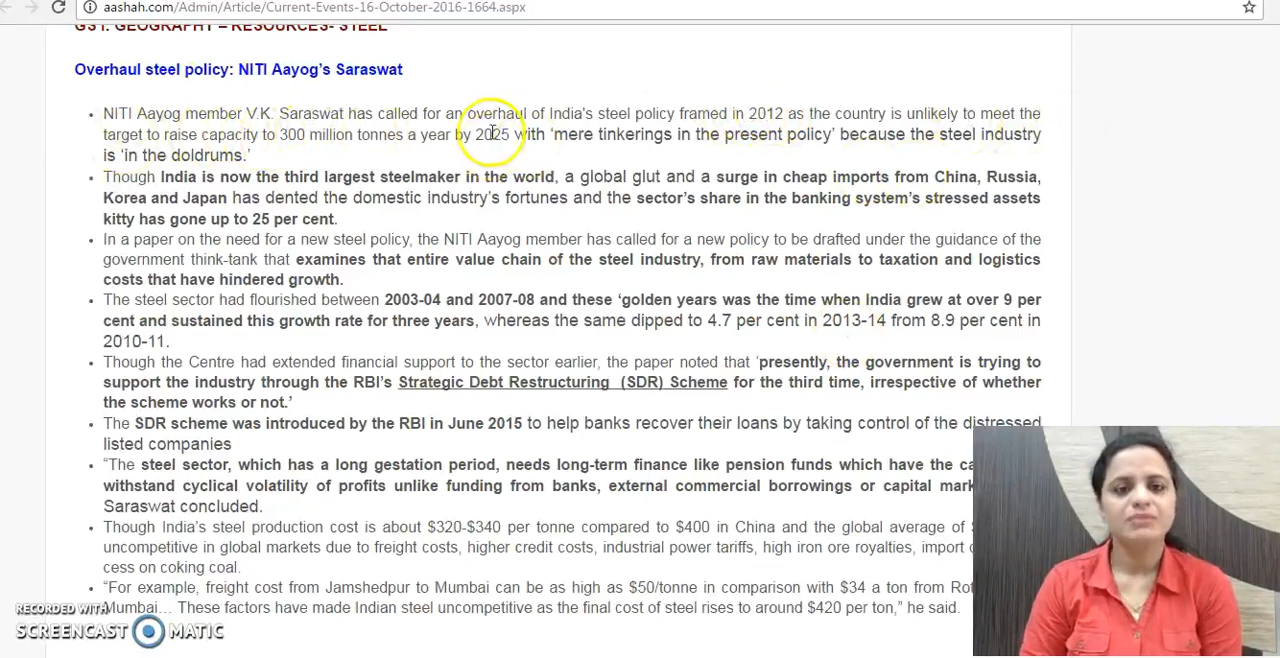 aashah.com/Admin/Article/Current-Events-16-October-2016-1664.aspx
GS1: GEOGRAPHY – RESOURCES- STEEL
Overhaul steel policy: NITI Aayog’s Saraswat
• NITI Aayog member V.K. Saraswat has called for an overhaul of India's steel policy framed in 2012 as the country is unlikely to meet the
target to raise capacity to 300 million tonnes a year by 2025 with ‘mere tinkerings in the present policy’ because the steel industry
is ‘in the doldrums.’
• Though India is now the third largest steelmaker in the world, a global glut and a surge in cheap imports from China, Russia,
Korea and Japan has dented the domestic industry’s fortunes and the sector’s share in the banking system’s stressed assets
kitty has gone up to 25 per cent.
• In a paper on the need for a new steel policy, the NITI Aayog member has called for a new policy to be drafted under the guidance of the
government think-tank that examines that entire value chain of the steel industry, from raw materials to taxation and logistics
costs that have hindered growth.
• The steel sector had flourished between 2003-04 and 2007-08 and these ‘golden years was the time when India grew at over 9 per
cent and sustained this growth rate for three years, whereas the same dipped to 4.7 per cent in 2013-14 from 8.9 per cent in
2010-11.
• Though the Centre had extended financial support to the sector earlier, the paper noted that ‘presently, the government is trying to
support the industry through the RBI’s Strategic Debt Restructuring (SDR) Scheme for the third time, irrespective of whether
the scheme works or not.’
• The SDR scheme was introduced by the RBI in June 2015 to help banks recover their loans by taking control of the distressed
listed companies
• “The steel sector, which has a long gestation period, needs long-term finance like pension funds which have the
withstand cyclical volatility of profits unlike funding from banks, external commercial borrowings or capital
Saraswat concluded.
• Though India’s steel production cost is about $320-$340 per tonne compared to $400 in China and the global average of
uncompetitive in global markets due to freight costs, higher credit costs, industrial power tariffs, high iron ore royalties, import
cess on coking coal.
• “For example, freight cost from Jamshedpur to Mumbai can be as high as $50/tonne in comparison with $34 a ton from
Mumbai… These factors have made Indian steel uncompetitive as the final cost of steel rises to around $420 per ton,” he said.
RECORDED WITH
SCREENCAST MATIC